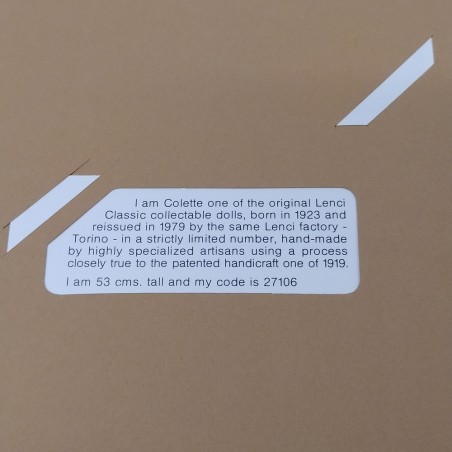 I am Colette one of the original Lenci
Classic collectable dolls, born in 1923 and
reissued in 1979 by the same Lenci factory -
Torino - in a strictly limited number, hand-made
by highly specialized artisans using a process
closely true to the patented handicraft one of 1919.
I am 53 cms. tall and my code is 27106